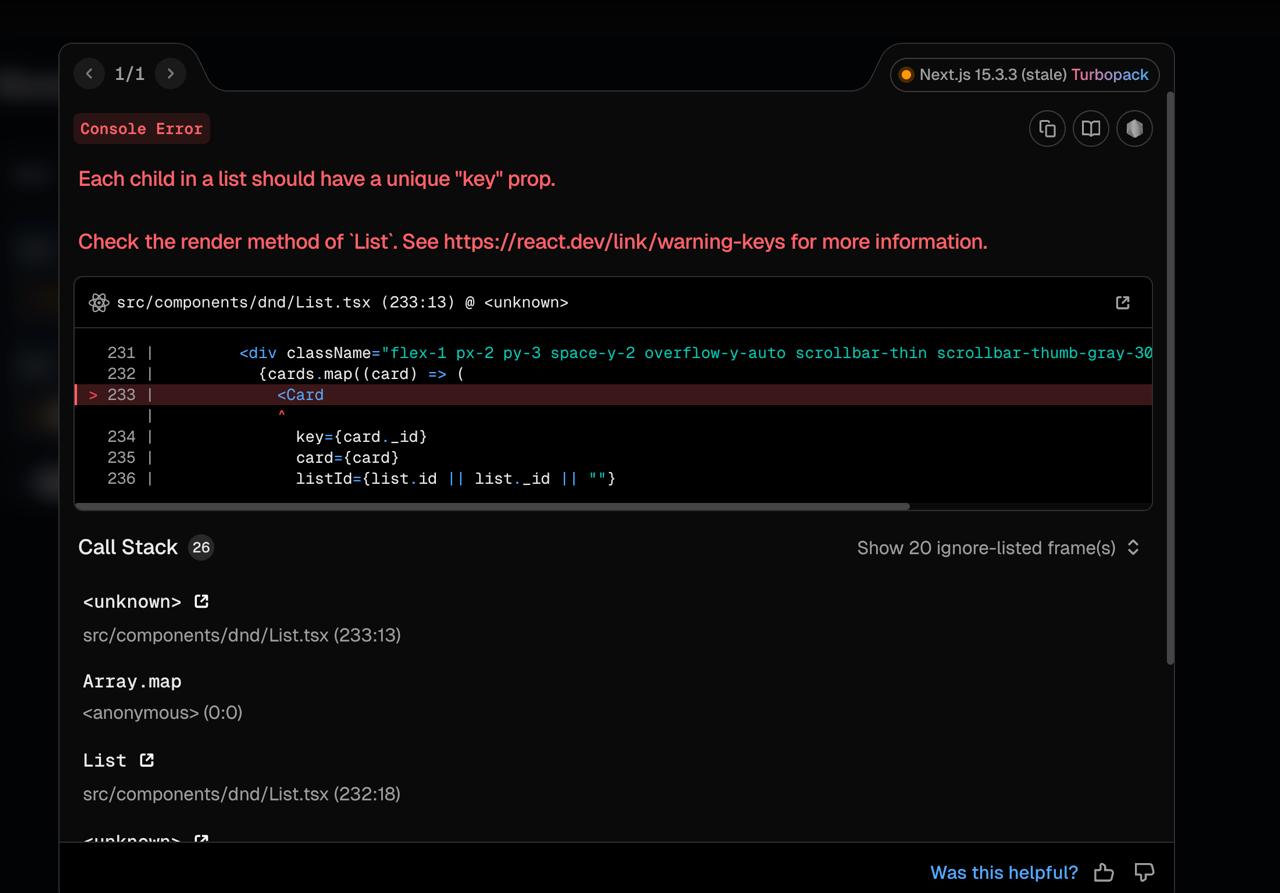 1/1
Next.js 15.3.3 (stale) Turbopack
Console Error
Each child in a list should have a unique "key" prop.
Check the render method of `List`. See https://react.dev/link/warning-keys for more information.
src/components/dnd/List.tsx (233:13) @ <unknown>
231 | <div className="flex-1 px-2 py-3 space-y-2 overflow-y-auto scrollbar-thin scrollbar-thumb-gray-30
232 | {cards.map((card) => (
> 233 | <Card
| ^
234 | key={card._id}
235 | card={card}
236 | listId={list.id || list._id || ""}
Call Stack 26
Show 20 ignore-listed frame(s)
<unknown>
src/components/dnd/List.tsx (233:13)
Array.map
<anonymous> (0:0)
List
src/components/dnd/List.tsx (232:18)
<unknown>
Was this helpful?